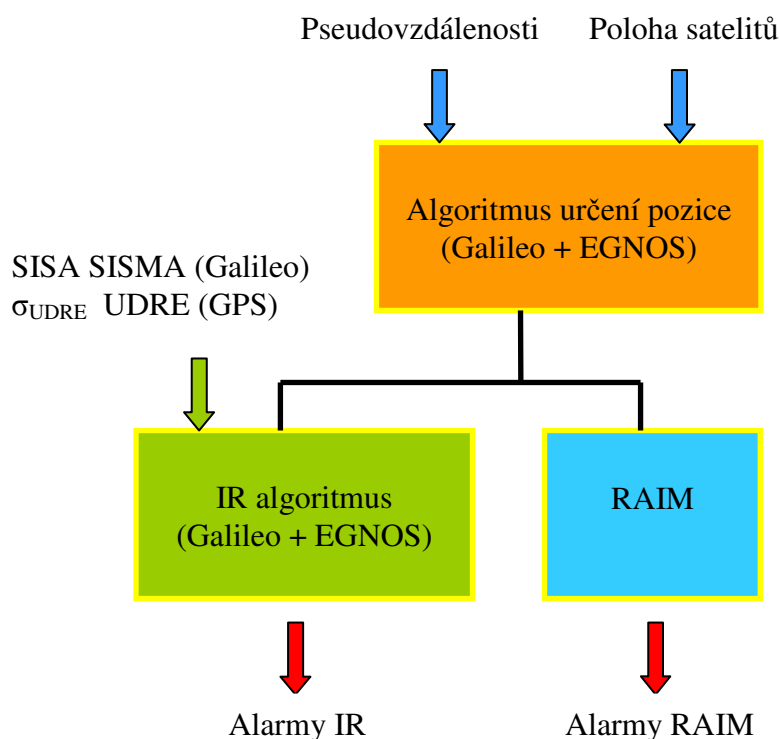 Pseudovzdálenosti Poloha satelitů
Algoritmus určení pozice
(Galileo + EGNOS)
SISA SISMA (Galileo)
σUDRE UDRE (GPS)
IR algoritmus
(Galileo + EGNOS)
RAIM
Alarmy IR Alarmy RAIM